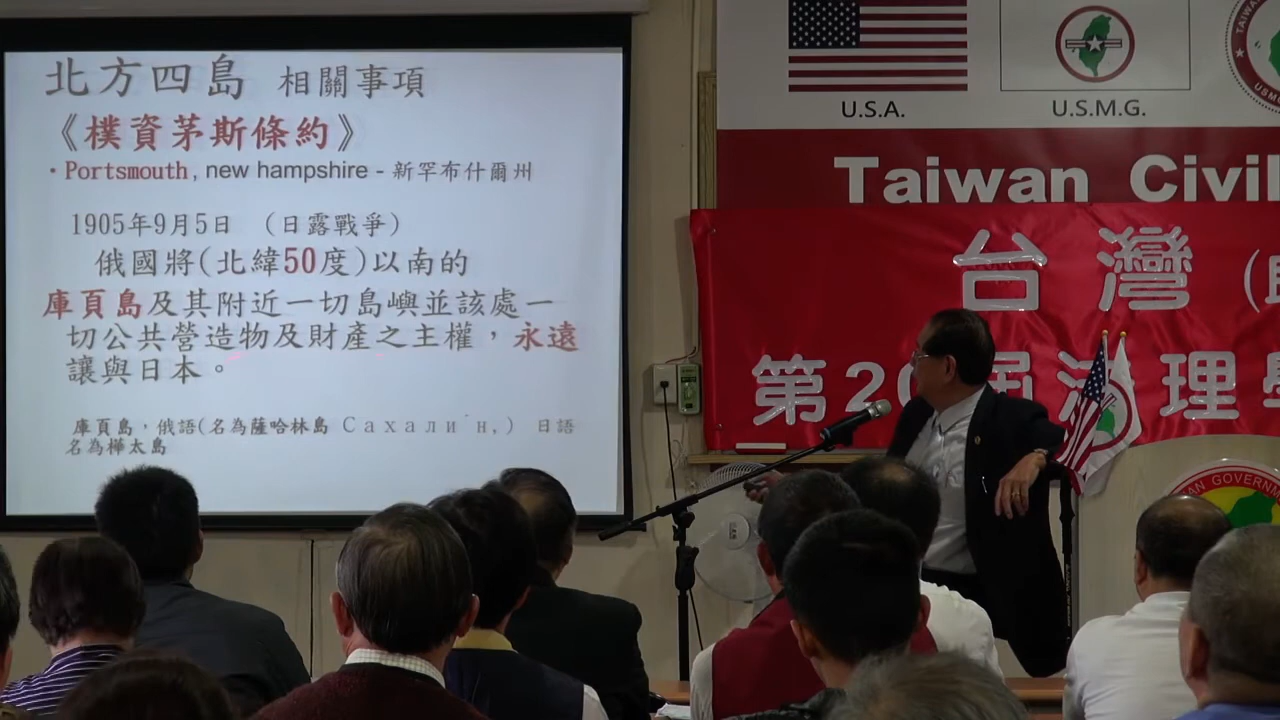 北方四島 相關事項
《樸資茅斯條約》
・Portsmouth, new hampshire - 新罕布什爾州
1905年9月5日 （日露戰爭）
俄國將(北緯50度)以南的
庫頁島及其附近一切島嶼並該處一
切公共營造物及財產之主權，永遠
讓與日本。
庫頁島，俄語(名為薩哈林島 Сахали´н,) 日語
名為樺太島
U.S.A.
U.S.M.G.
Taiwan Civil
台灣
第20屆法理